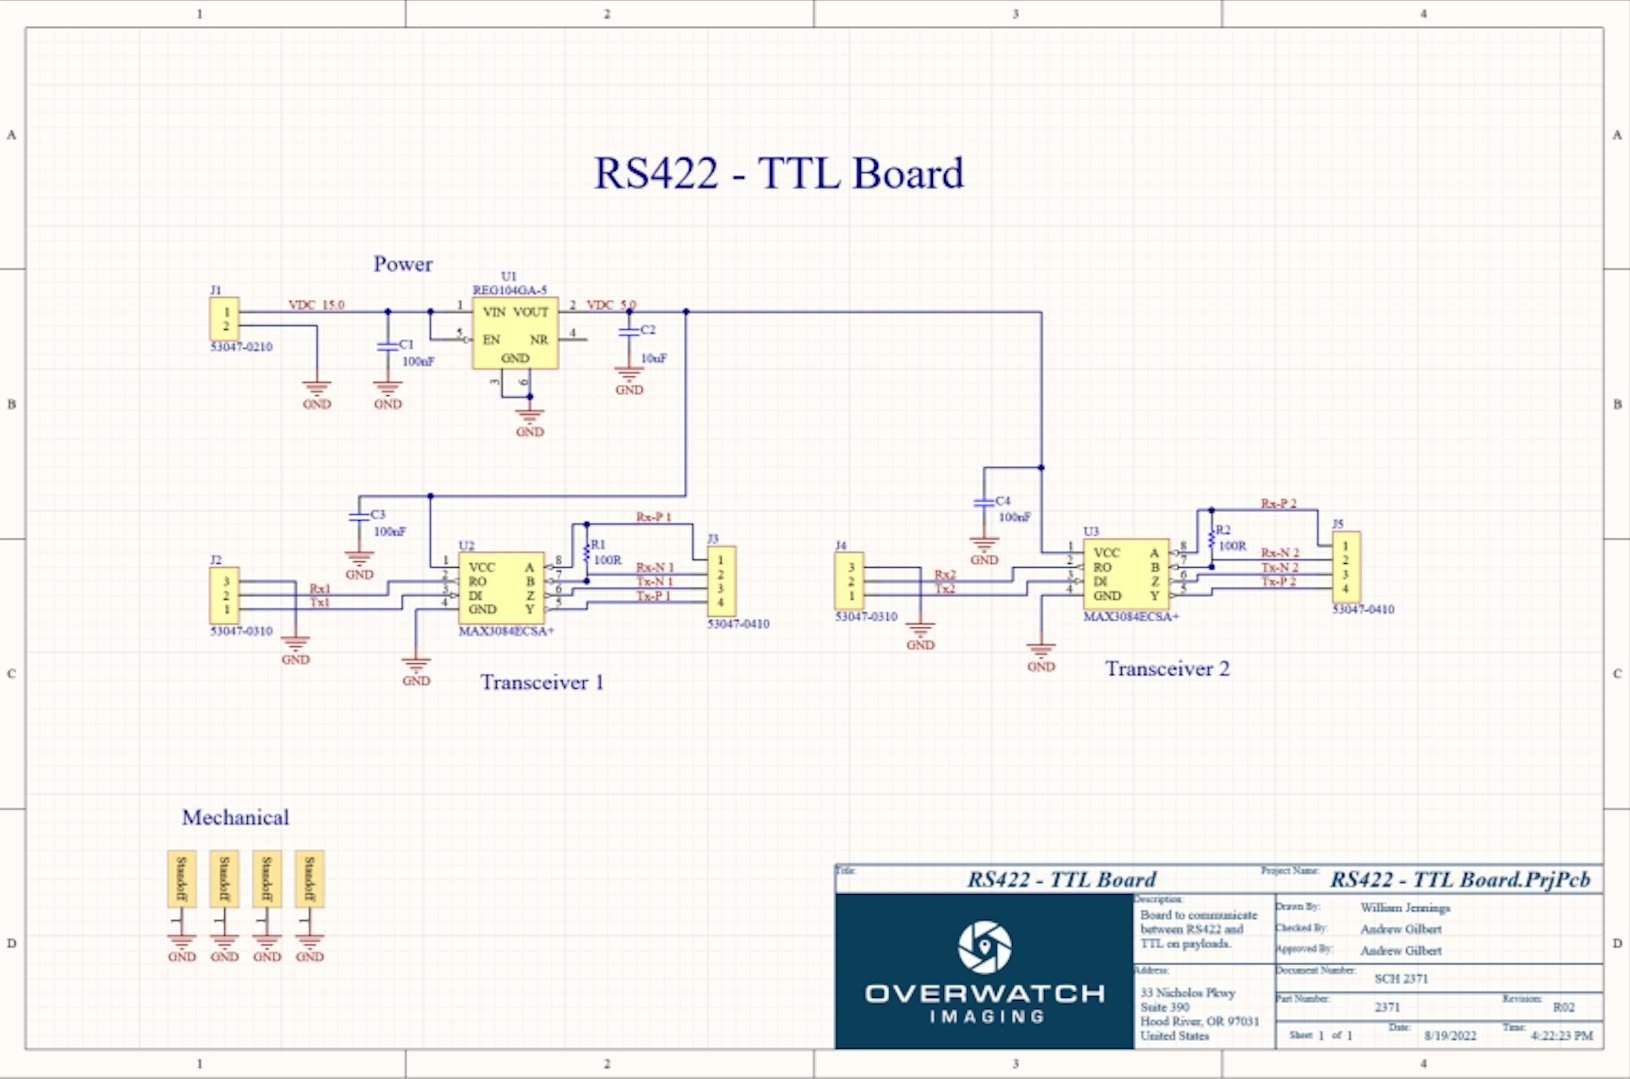 1 2 3 4
A A
RS422 - TTL Board
Power
U1
REG104GA-5
J1
1
2
53047-0210
VDC 15.0
1 VIN VOUT 2
VDC 5.0
5 EN NR 4
GND
3 6
C1
100nF
C2
10uF
GND
GND
GND
GND
B B
C3
100nF
GND
J2
3
2
1
53047-0310
Rx1
Tx1
GND
U2
1 VCC A 8
2 RO B 7
3 DI Z 6
4 GND Y 5
MAX3084ECSA+
GND
R1
100R
Rx-P 1
Rx-N 1
Tx-N 1
Tx-P 1
J3
1
2
3
4
53047-0410
Transceiver 1
C4
100nF
GND
J4
3
2
1
53047-0310
Rx2
Tx2
GND
U3
1 VCC A 8
2 RO B 7
3 DI Z 6
4 GND Y 5
MAX3084ECSA+
GND
R2
100R
Rx-P 2
Rx-N 2
Tx-N 2
Tx-P 2
J5
1
2
3
4
53047-0410
Transceiver 2
C C
Mechanical
Standoff Standoff Standoff Standoff
1 1 1 1
GND GND GND GND
D D
Title:
RS422 - TTL Board
Project Name:
RS422 - TTL Board.PrjPcb
OVERWATCH
IMAGING
Description:
Board to communicate
between RS422 and
TTL on payloads.
Address:
33 Nicholos Pkwy
Suite 390
Hood River, OR 97031
United States
Drawn By: William Jennings
Checked By: Andrew Gilbert
Approved By: Andrew Gilbert
Document Number: SCH 2371
Part Number: 2371
Revision: R02
Sheet 1 of 1
Date: 8/19/2022
Time: 4:22:23 PM
1 2 3 4